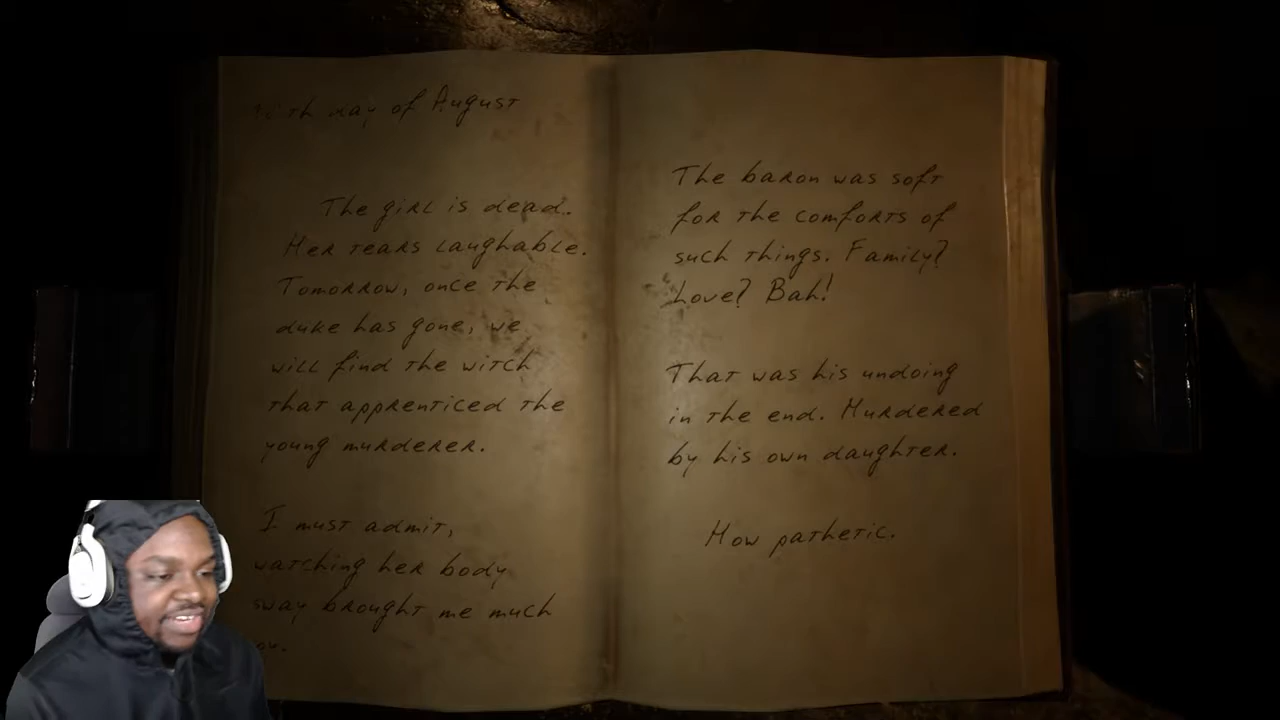 th day of August
The girl is dead.
Her tears laughable.
Tomorrow, once the
duke has gone, we
will find the witch
that apprenticed the
young murderer.
I must admit,
watching her body
sway brought me much
The baron was soft
for the comforts of
such things. Family?
Love? Bah!
That was his undoing
in the end. Murdered
by his own daughter.
How pathetic.